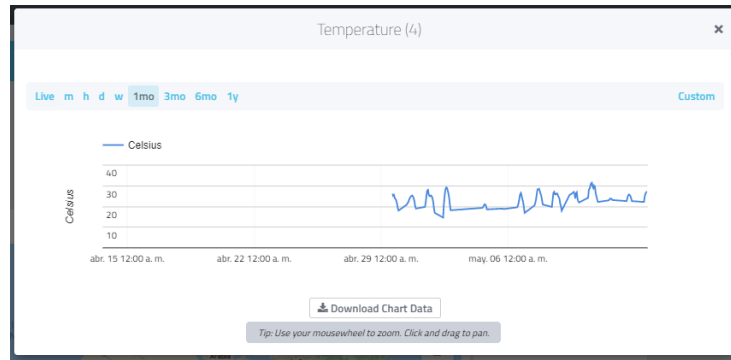 Temperature (4) ×
Live m h d w 1mo 3mo 6mo 1y Custom
Celsius
40
30
20
10
Celsius
abr. 15 12:00 a. m. abr. 22 12:00 a. m. abr. 29 12:00 a. m. may. 06 12:00 a. m.
Download Chart Data
Tip: Use your mousewheel to zoom. Click and drag to pan.